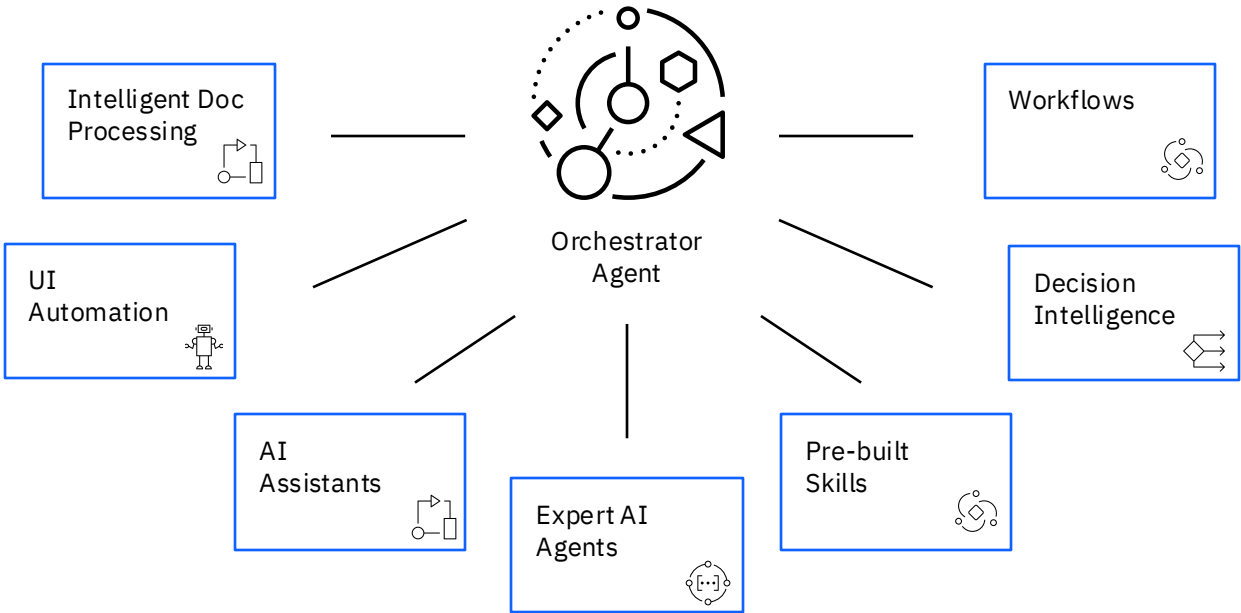 Intelligent Doc
Processing
Workflows
Orchestrator
Agent
UI
Automation
Decision
Intelligence
AI
Assistants
Pre-built
Skills
Expert AI
Agents